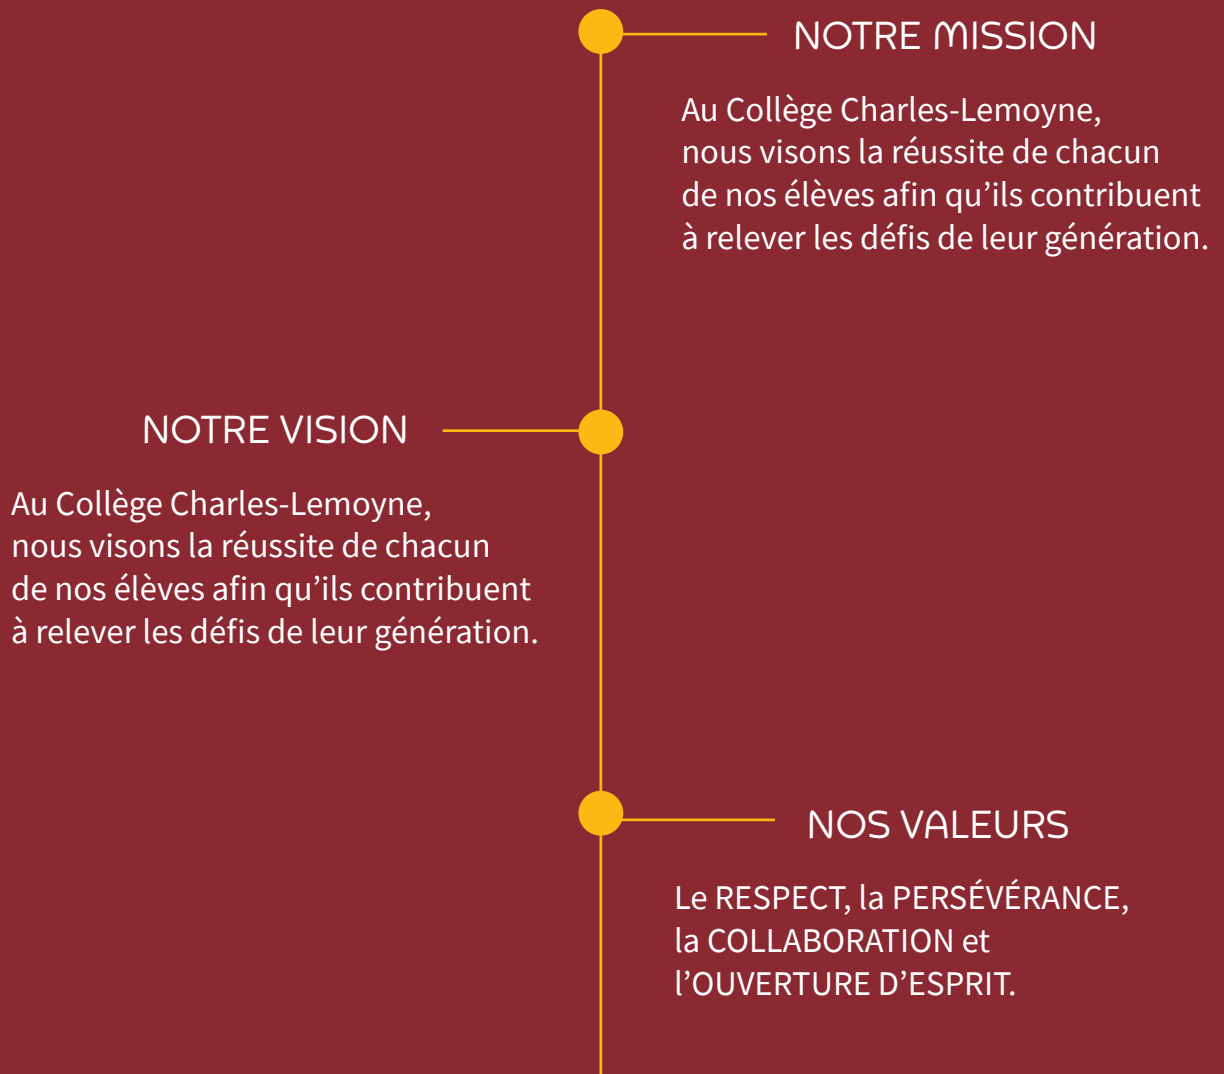 NOTRE MISSION
Au Collège Charles-Lemoyne,
nous visons la réussite de chacun
de nos élèves afin qu’ils contribuent
à relever les défis de leur génération.
NOTRE VISION
Au Collège Charles-Lemoyne,
nous visons la réussite de chacun
de nos élèves afin qu’ils contribuent
à relever les défis de leur génération.
NOS VALEURS
Le RESPECT, la PERSÉVÉRANCE,
la COLLABORATION et
l’OUVERTURE D’ESPRIT.